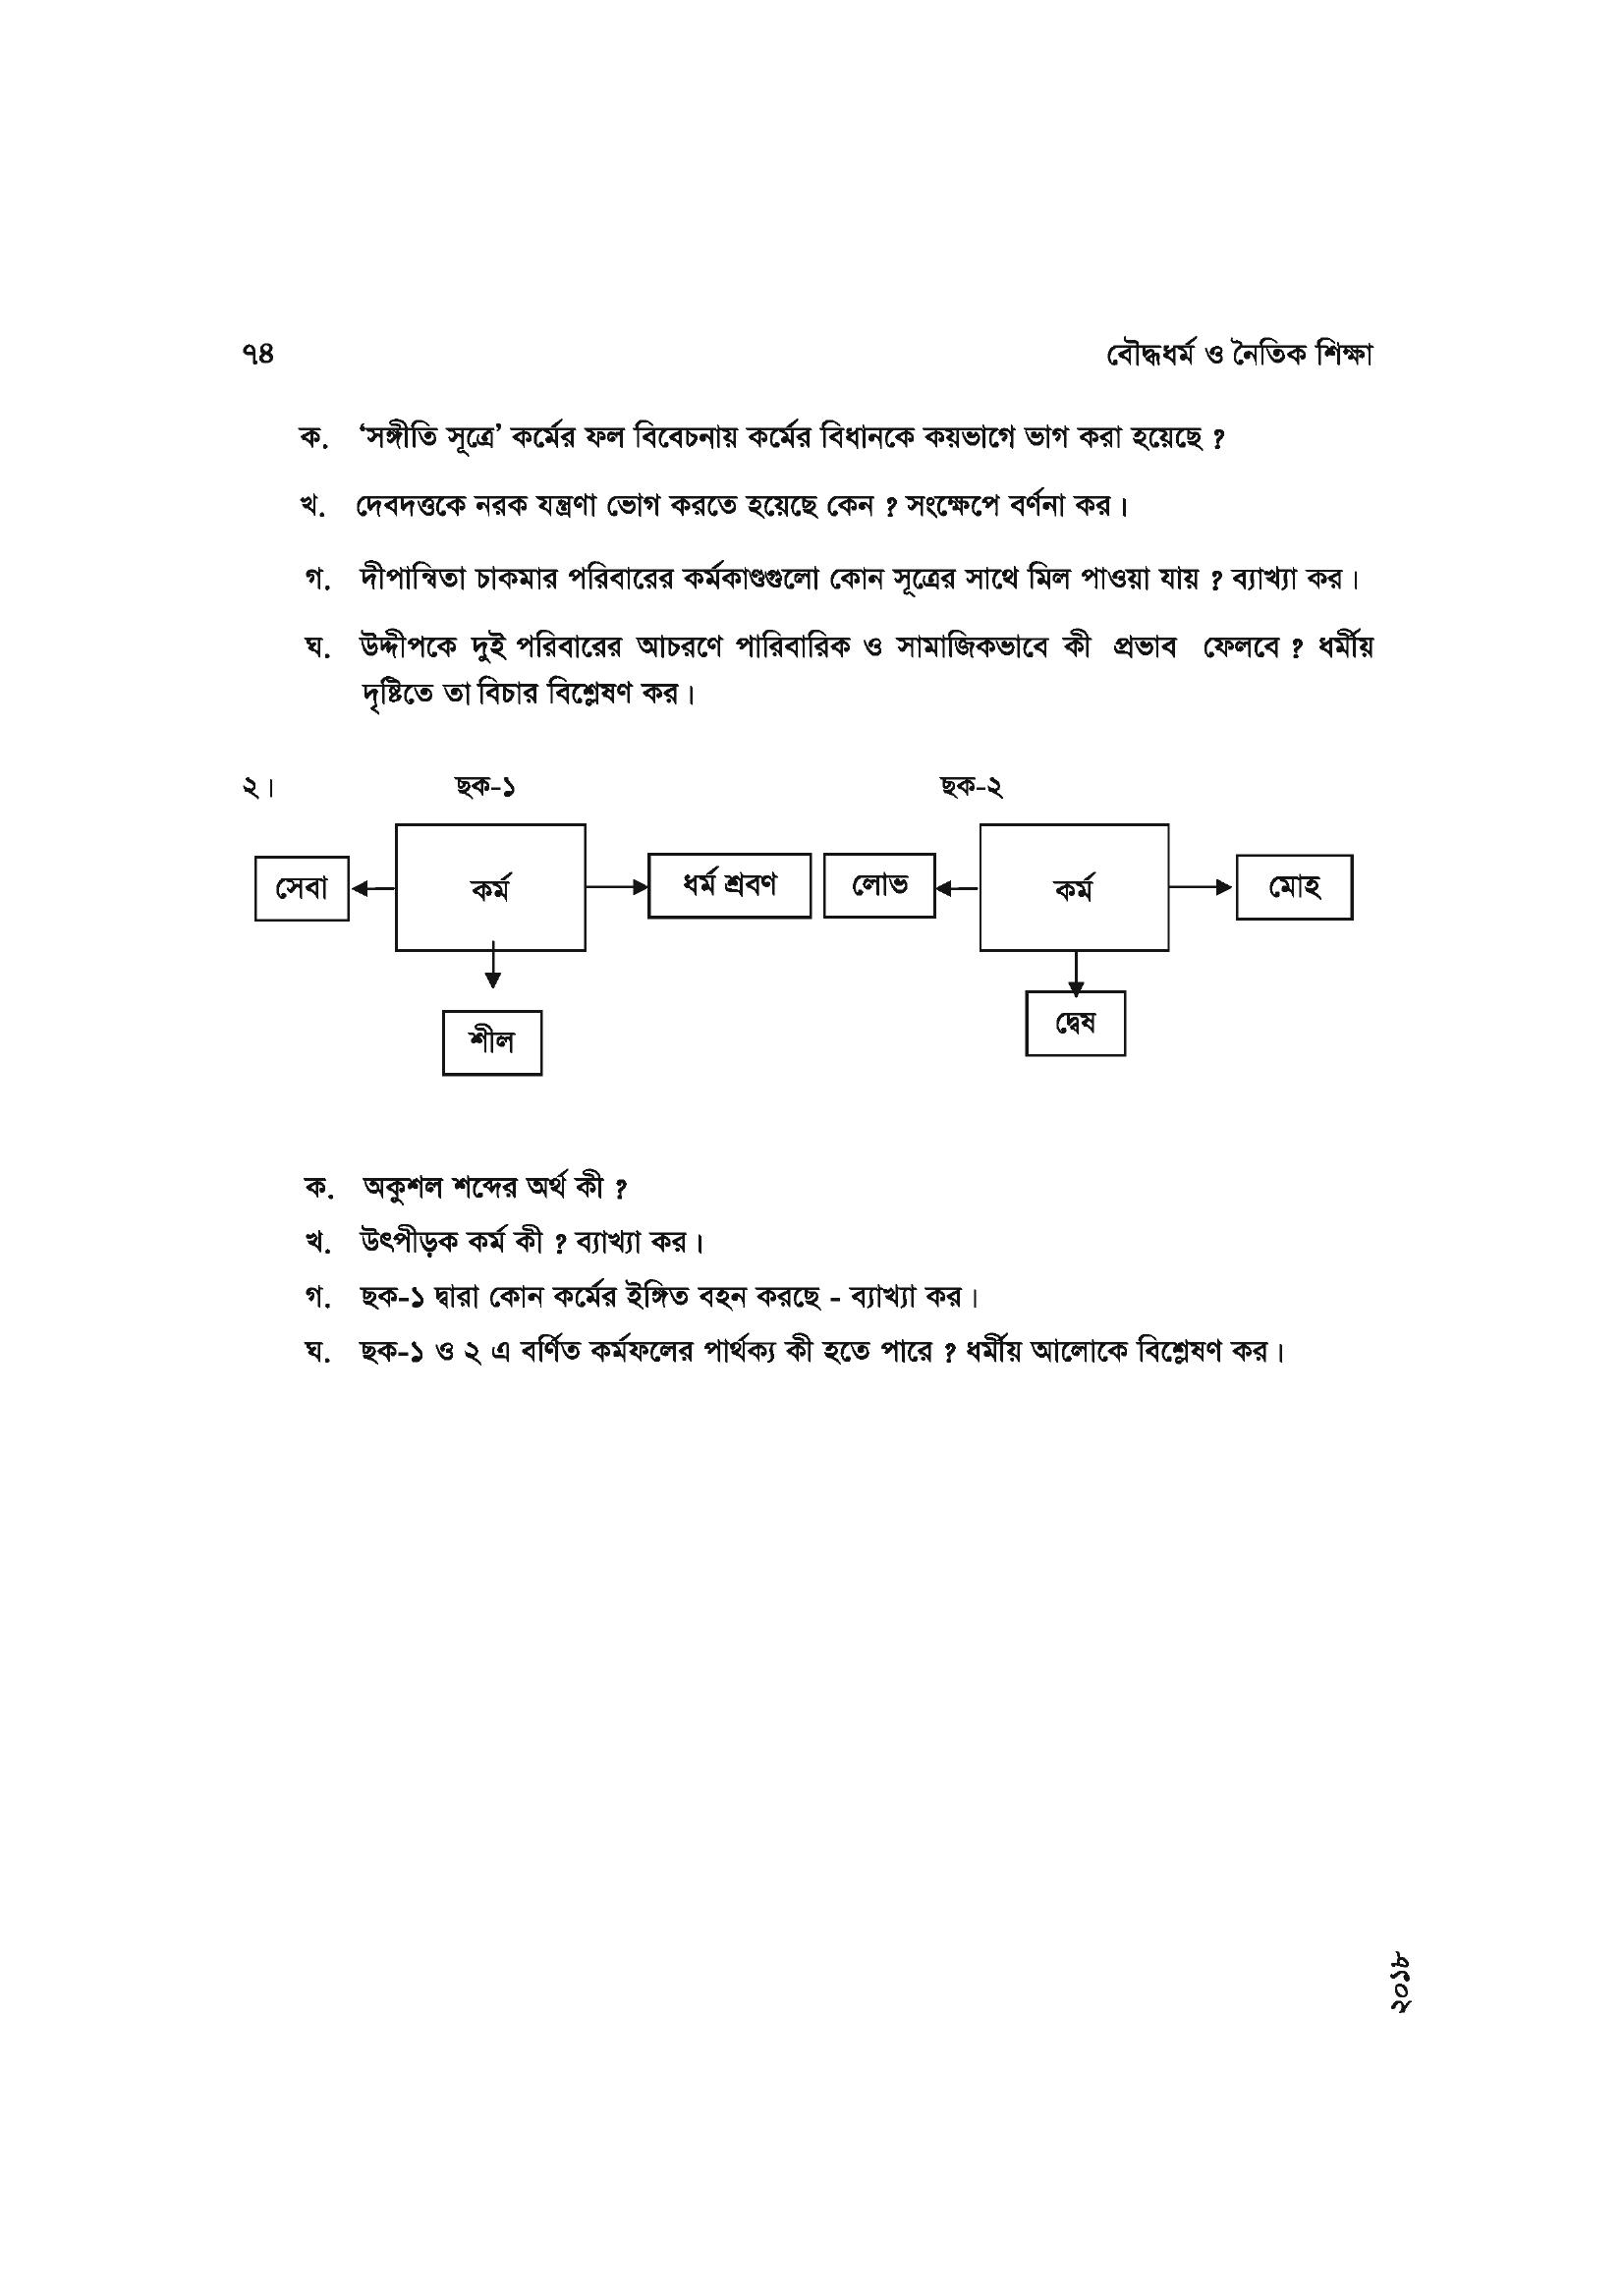 ৭৪ বৌদ্ধধর্ম ও নৈতিক শিক্ষা
ক. ‘সঙ্গীতি সূত্রে’ কর্মের ফল বিবেচনায় কর্মের বিধানকে কয়ভাগে ভাগ করা হয়েছে ?
খ. দেবদত্তকে নরক যন্ত্রণা ভোগ করতে হয়েছে কেন ? সংক্ষেপে বর্ণনা কর।
গ. দীপান্বিতা চাকমার পরিবারের কর্মকাণ্ডগুলো কোন সূত্রের সাথে মিল পাওয়া যায় ? ব্যাখ্যা কর।
ঘ. উদ্দীপকে দুই পরিবারের আচরণে পারিবারিক ও সামাজিকভাবে কী প্রভাব ফেলবে ? ধর্মীয়
দৃষ্টিতে তা বিচার বিশ্লেষণ কর।
২। ছক-১ ছক-২
সেবা কর্ম ধর্ম শ্রবণ লোভ কর্ম মোহ
শীল দ্বেষ
ক. অকুশল শব্দের অর্থ কী ?
খ. উৎপীড়ক কর্ম কী ? ব্যাখ্যা কর।
গ. ছক-১ দ্বারা কোন কর্মের ইঙ্গিত বহন করছে - ব্যাখ্যা কর।
ঘ. ছক-১ ও ২ এ বর্ণিত কর্মফলের পার্থক্য কী হতে পারে ? ধর্মীয় আলোকে বিশ্লেষণ কর।
২০১৮